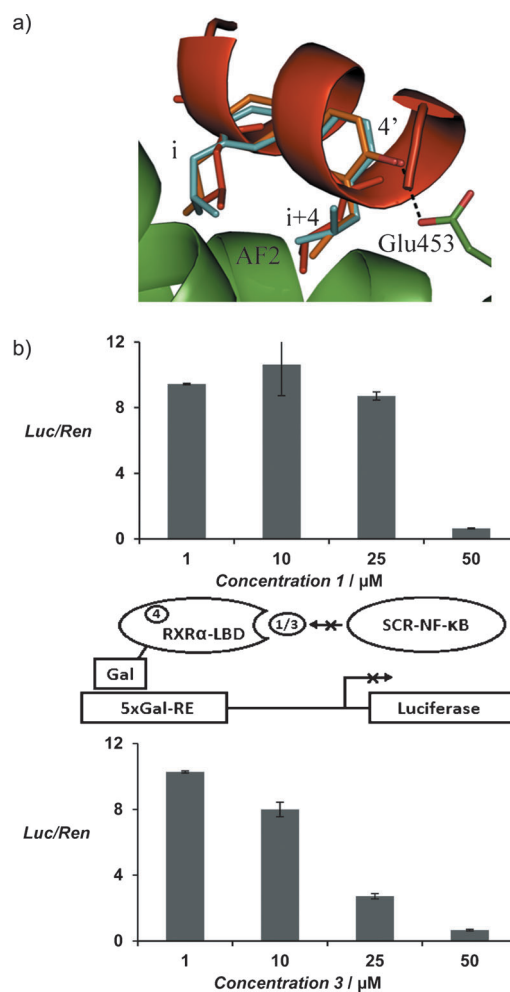 a)
i
4'
i+4
Glu453
AF2
b)
12
8
Luc/Ren
4
0
1 10 25 50
Concentration 1 / µM
4
RXRα-LBD
1/3
SCR-NF-κB
Gal
5xGal-RE
Luciferase
12
8
Luc/Ren
4
0
1 10 25 50
Concentration 3 / µM